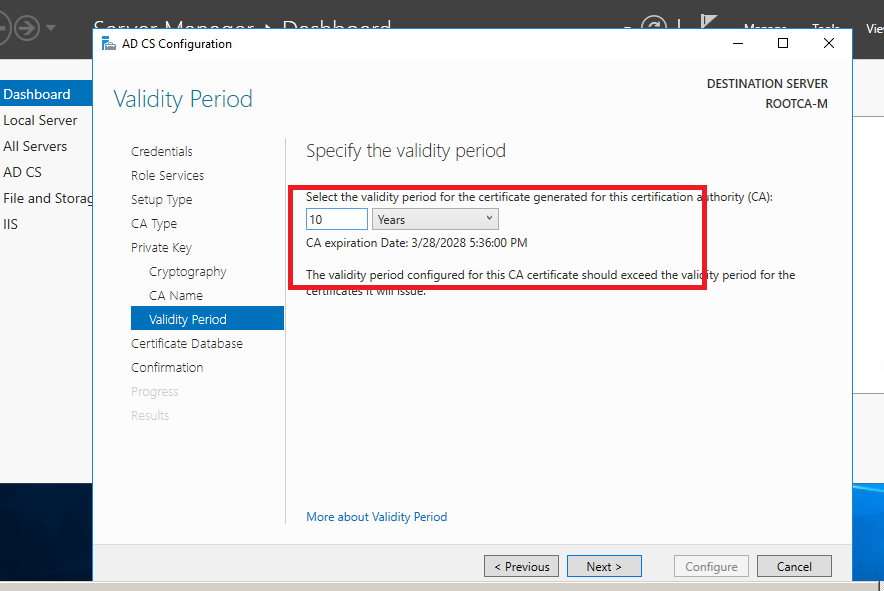 Server Manager Dashboard
Manage Tools View
AD CS Configuration
Dashboard
Local Server
All Servers
AD CS
File and Storag
IIS
Validity Period
DESTINATION SERVER
ROOTCA-M
Credentials
Role Services
Setup Type
CA Type
Private Key
Cryptography
CA Name
Validity Period
Certificate Database
Confirmation
Progress
Results
Specify the validity period
Select the validity period for the certificate generated for this certification authority (CA):
10 Years
CA expiration Date: 3/28/2028 5:36:00 PM
The validity period configured for this CA certificate should exceed the validity period for the
certificates it will issue.
More about Validity Period
< Previous Next > Configure Cancel